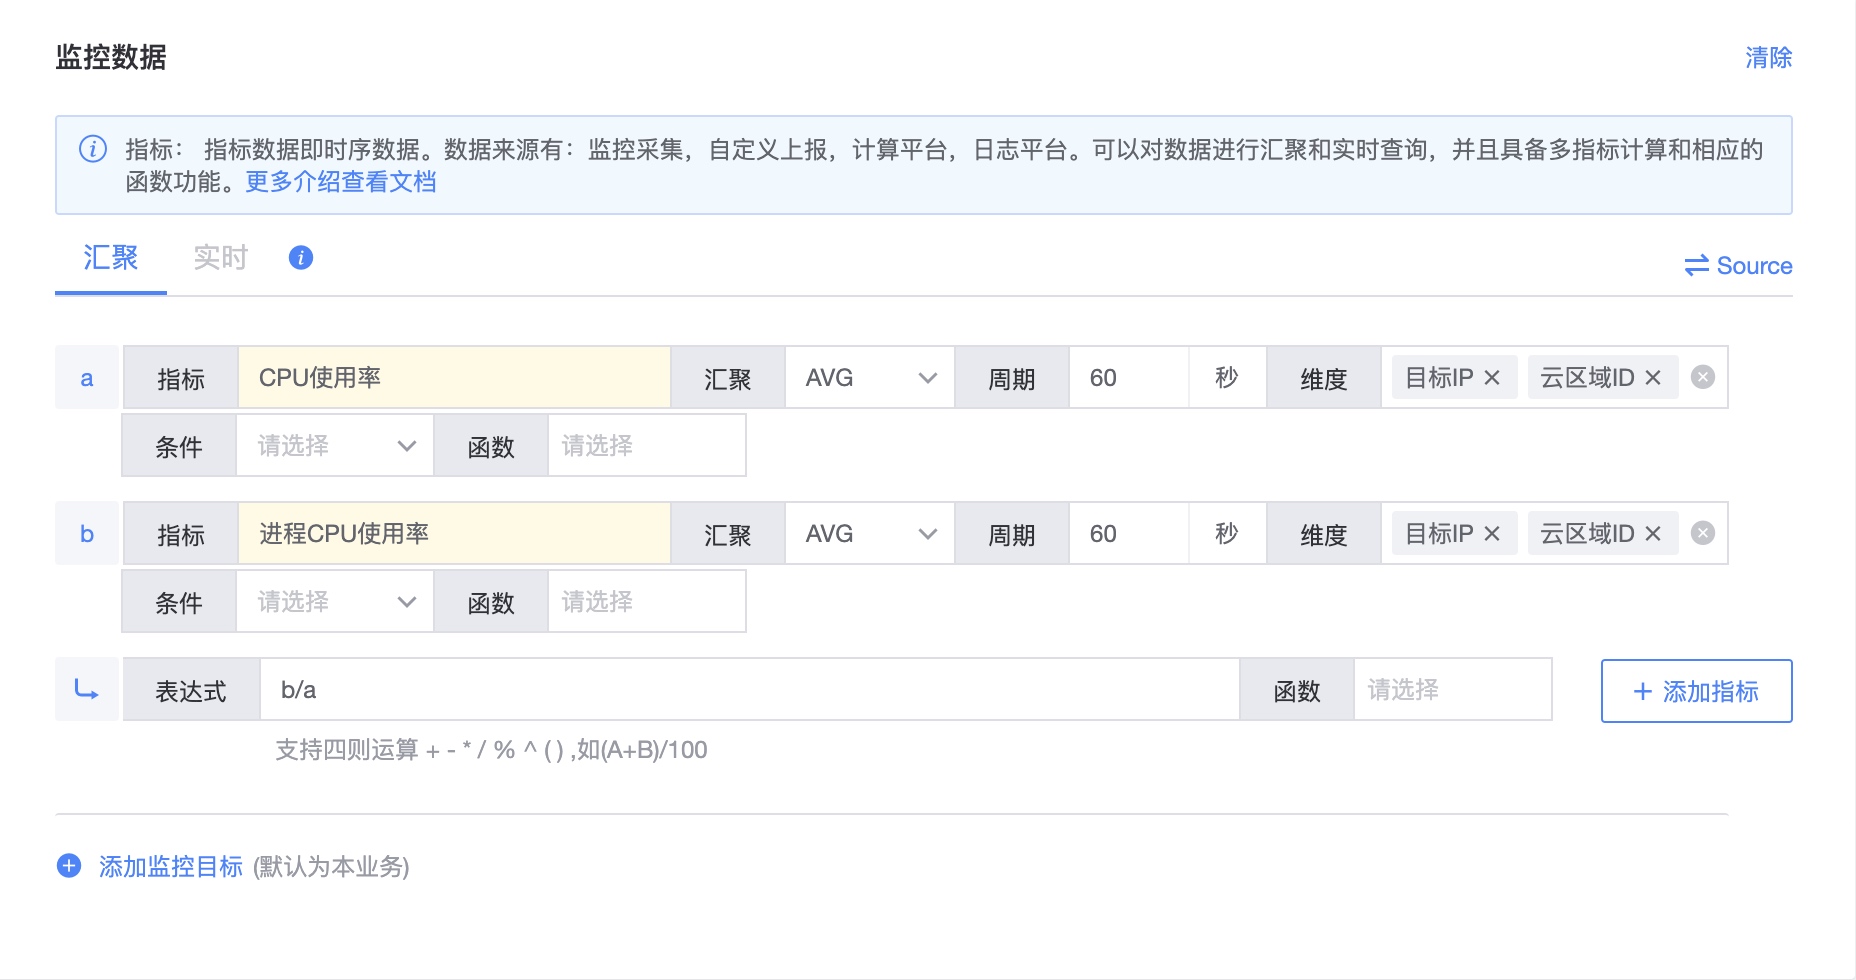 监控数据
清除
指标： 指标数据即时序数据。数据来源有：监控采集，自定义上报，计算平台，日志平台。可以对数据进行汇聚和实时查询，并且具备多指标计算和相应的
函数功能。更多介绍查看文档
汇聚 实时
Source
a 指标 CPU使用率 汇聚 AVG 周期 60 秒 维度 目标IP 云区域ID
条件 请选择 函数 请选择
b 指标 进程CPU使用率 汇聚 AVG 周期 60 秒 维度 目标IP 云区域ID
条件 请选择 函数 请选择
表达式 b/a 函数 请选择 + 添加指标
支持四则运算 + - * / % ^ ( ) ,如(A+B)/100
添加监控目标 (默认为本业务)